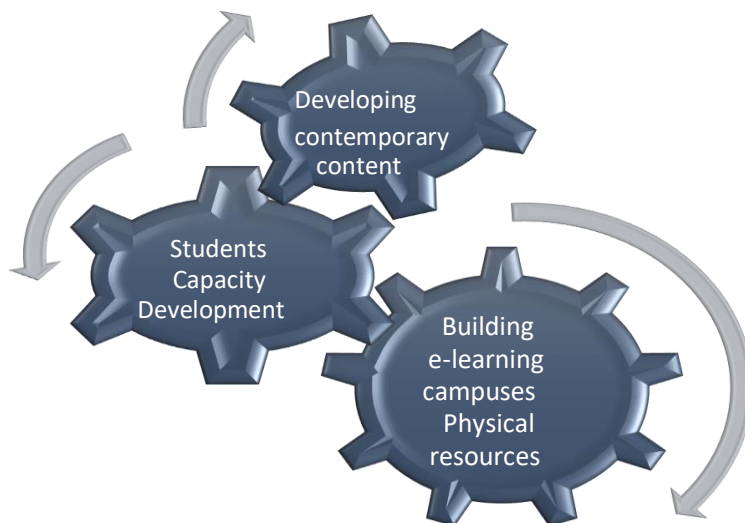 Developing
contemporary
content
Students
Capacity
Development
Building
e-learning
campuses
Physical
resources